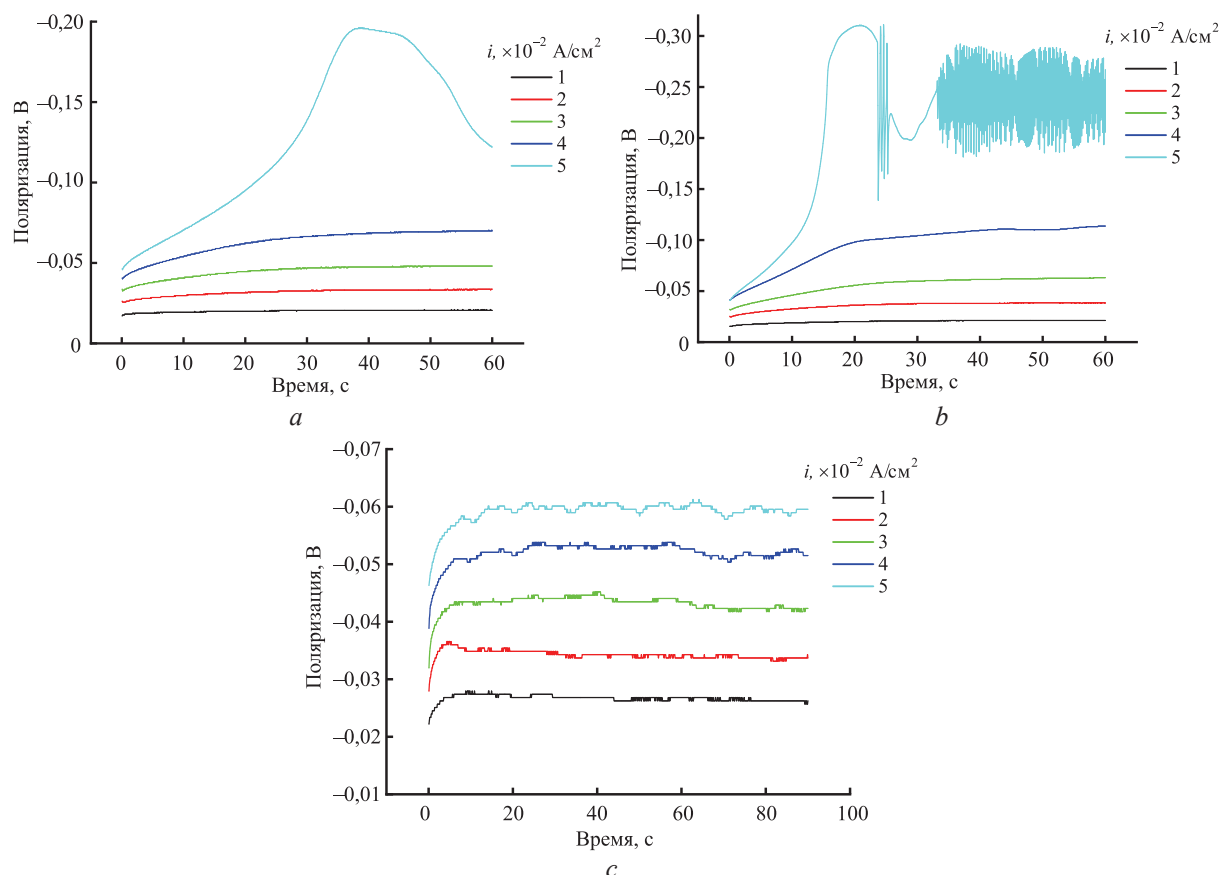 –0,20
–0,15
–0,10
–0,05
0
Поляризация, В
0 10 20 30 40 50 60
Время, с
i, ×10⁻² А/см²
1
2
3
4
5
a
–0,30
–0,25
–0,20
–0,15
–0,10
–0,05
0
Поляризация, В
0 10 20 30 40 50 60
Время, с
i, ×10⁻² А/см²
1
2
3
4
5
b
–0,07
–0,06
–0,05
–0,04
–0,03
–0,02
–0,01
Поляризация, В
0 20 40 60 80 100
Время, с
i, ×10⁻² А/см²
1
2
3
4
5
c